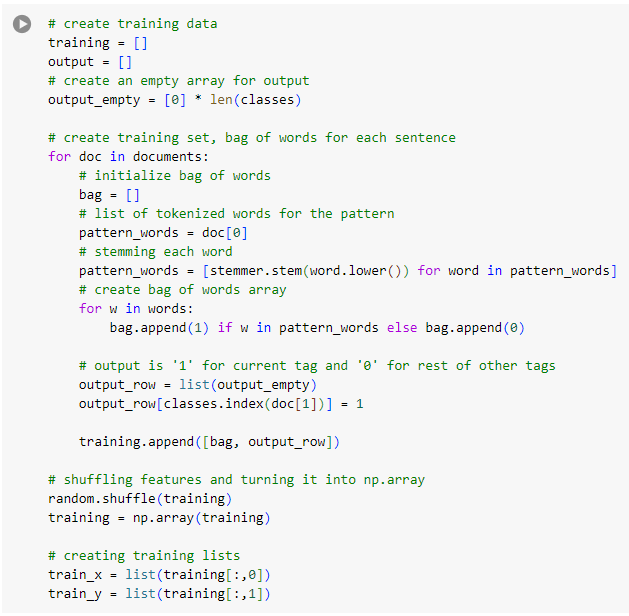 # create training data
training = []
output = []
# create an empty array for output
output_empty = [0] * len(classes)

# create training set, bag of words for each sentence
for doc in documents:
    # initialize bag of words
    bag = []
    # list of tokenized words for the pattern
    pattern_words = doc[0]
    # stemming each word
    pattern_words = [stemmer.stem(word.lower()) for word in pattern_words]
    # create bag of words array
    for w in words:
        bag.append(1) if w in pattern_words else bag.append(0)

    # output is '1' for current tag and '0' for rest of other tags
    output_row = list(output_empty)
    output_row[classes.index(doc[1])] = 1

    training.append([bag, output_row])

# shuffling features and turning it into np.array
random.shuffle(training)
training = np.array(training)

# creating training lists
train_x = list(training[:,0])
train_y = list(training[:,1])